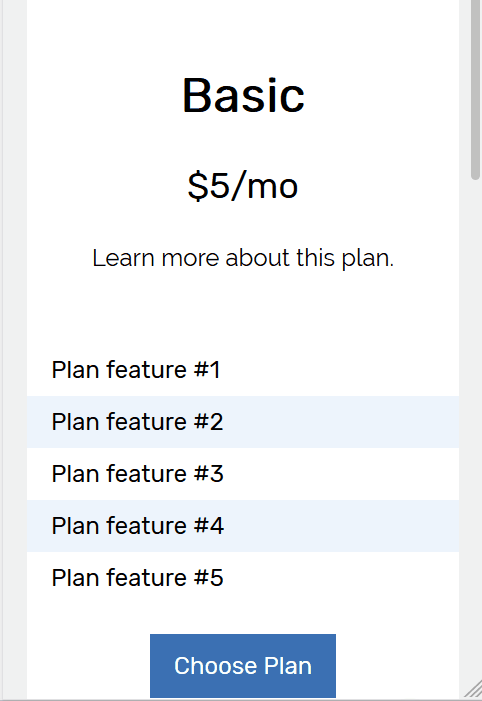 Basic
$5/mo
Learn more about this plan.
Plan feature #1
Plan feature #2
Plan feature #3
Plan feature #4
Plan feature #5
Choose Plan